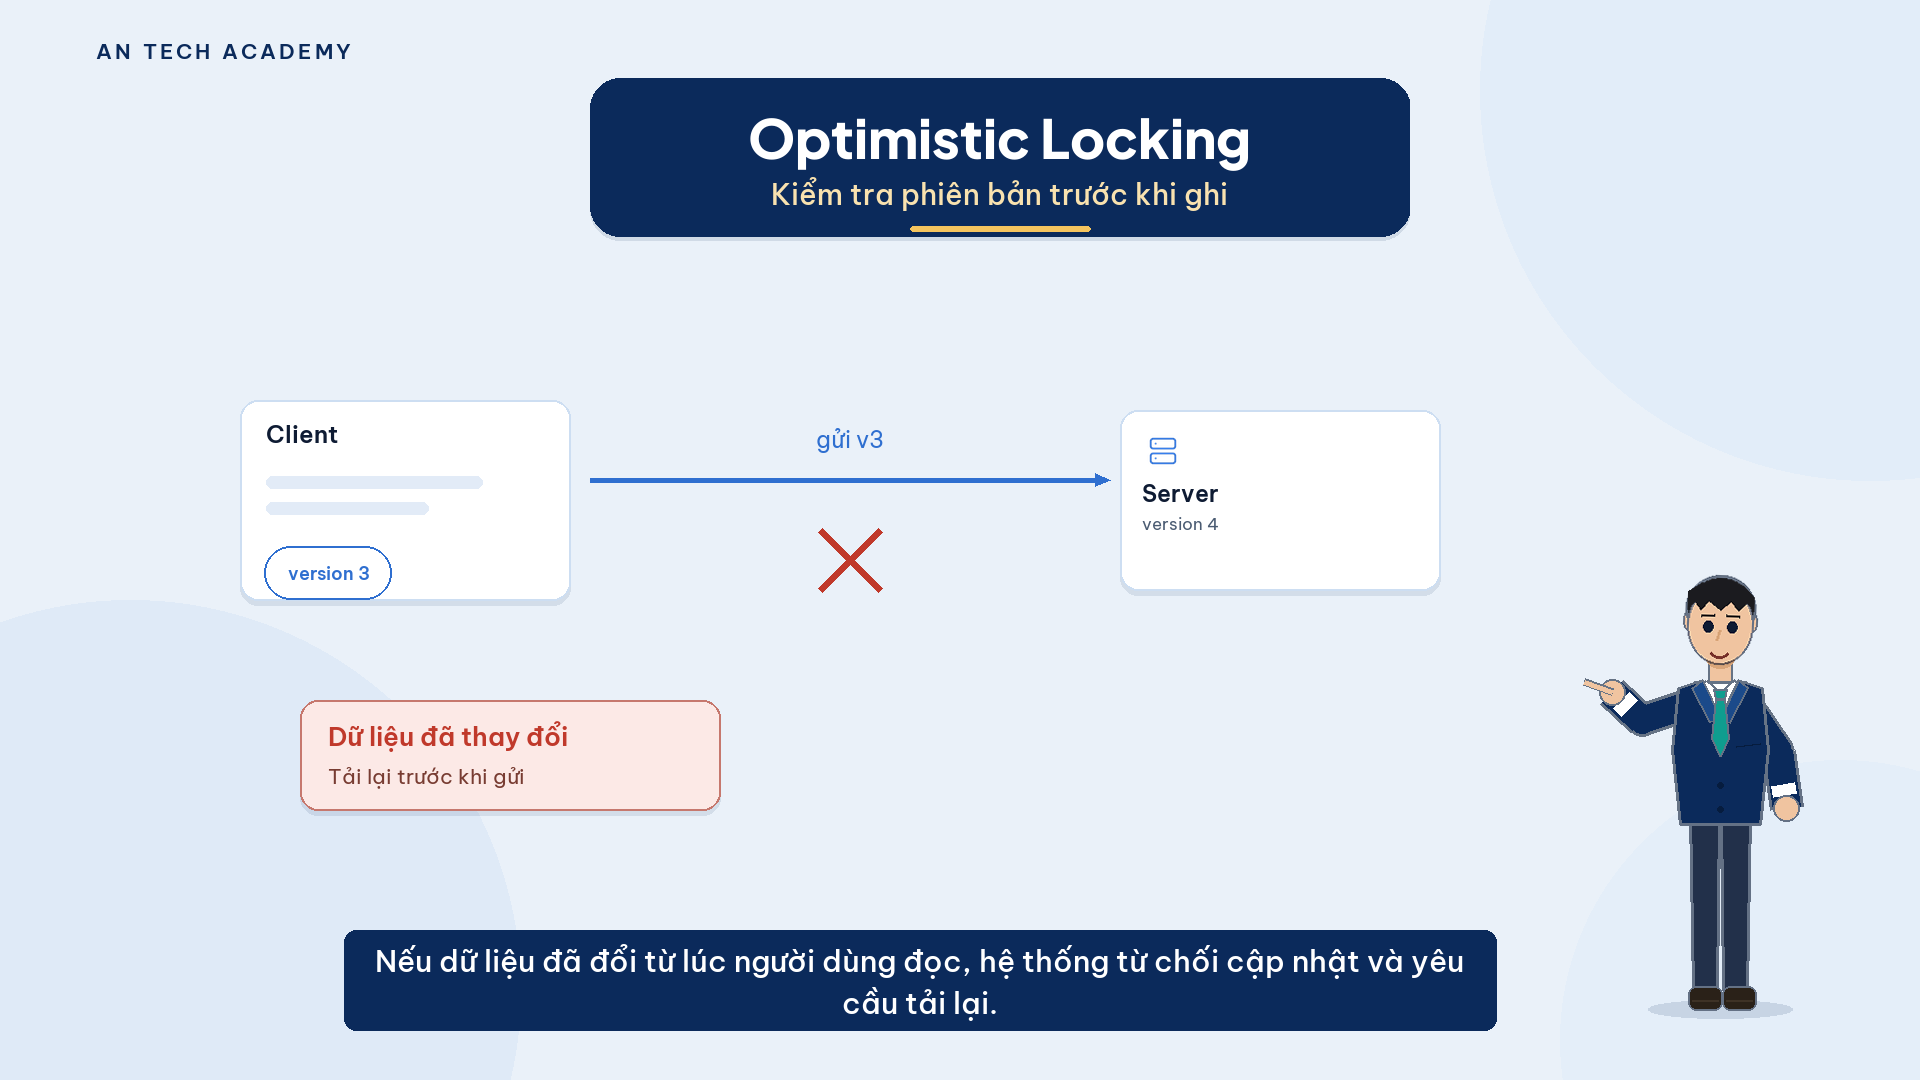 AN TECH ACADEMY
Optimistic Locking
Kiểm tra phiên bản trước khi ghi
Client
version 3
gửi v3
Server
version 4
Dữ liệu đã thay đổi
Tải lại trước khi gửi
Nếu dữ liệu đã đổi từ lúc người dùng đọc, hệ thống từ chối cập nhật và yêu
cầu tải lại.